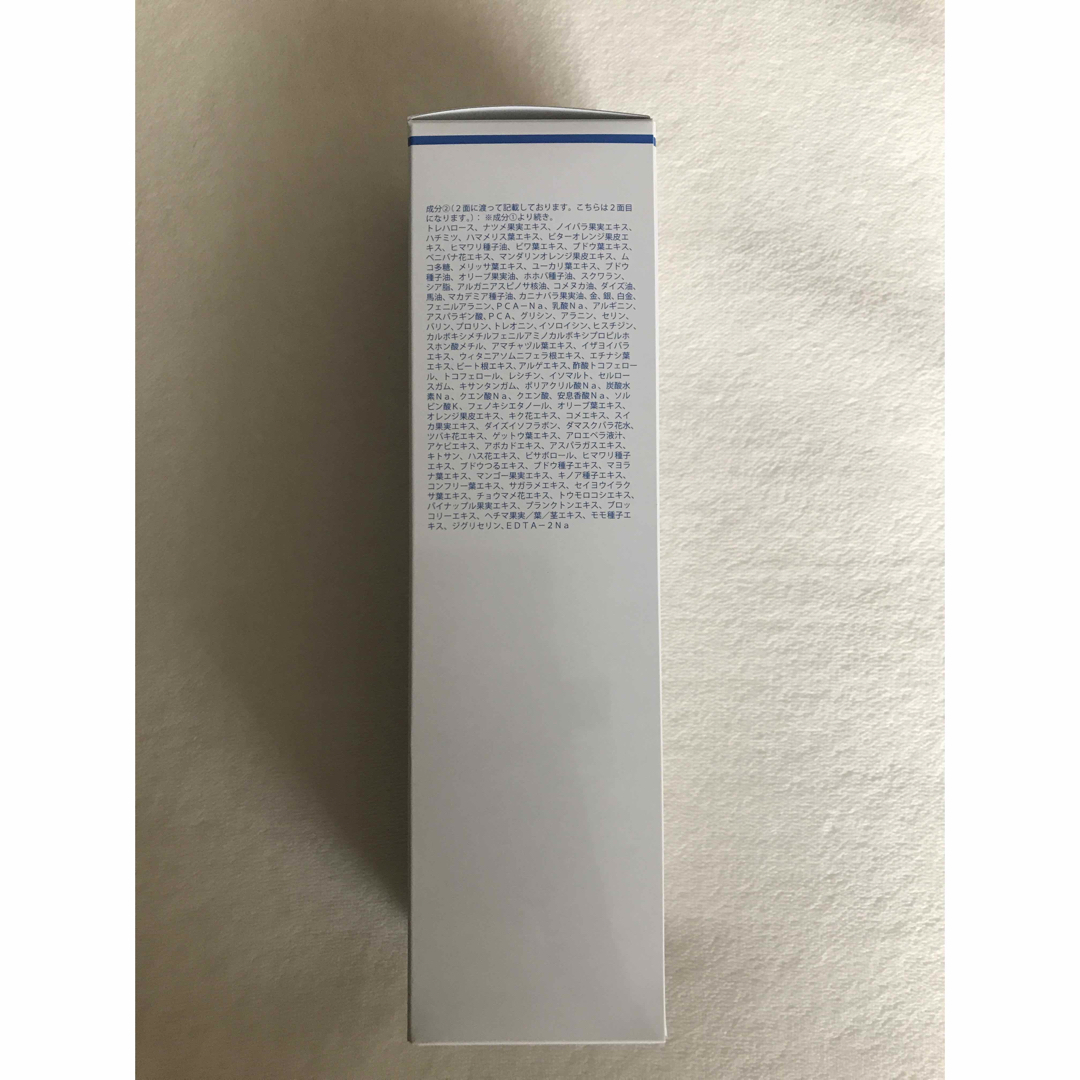 成分②(２面に渡って記載しております。こちらは２面目
になります。)：※成分①より続き。
トレハロース、ナツメ果実エキス、ノイバラ果実エキス、
ハチミツ、ハマメリス葉エキス、ビターオレンジ果皮エ
キス、ヒマワリ種子油、ビワ葉エキス、ブドウ葉エキス、
ベニバナ花エキス、マンダリンオレンジ果皮エキス、ム
コ多糖、メリッサ葉エキス、ユーカリ葉エキス、ブドウ
種子油、オリーブ果実油、ホホバ種子油、スクワラン、
シア脂、アルガニアスピノサ核油、コメヌカ油、ダイズ油、
馬油、マカデミア種子油、カニナバラ果実油、金、銀、白金、
フェニルアラニン、ＰＣＡ－Ｎａ、乳酸Ｎａ、アルギニン、
アスパラギン酸、ＰＣＡ、グリシン、アラニン、セリン、
バリン、プロリン、トレオニン、イソロイシン、ヒスチジン、
カルボキシメチルフェニルアミノカルボキシプロピルホ
スホン酸メチル、アマチャヅル葉エキス、イザヨイバラ
エキス、ウィタニアソムニフェラ根エキス、エチナシ葉
エキス、ビート根エキス、アルゲエキス、酢酸トコフェロー
ル、トコフェロール、レシチン、イソマルト、セルロー
スガム、キサンタンガム、ポリアクリル酸Ｎａ、炭酸水
素Ｎａ、クエン酸Ｎａ、クエン酸、安息香酸Ｎａ、ソル
ビン酸Ｋ、フェノキシエタノール、オリーブ葉エキス、
オレンジ果皮エキス、キク花エキス、コメエキス、スイ
カ果実エキス、ダイズイソフラボン、ダマスクバラ花水、
ツバキ花エキス、ゲットウ葉エキス、アロエベラ液汁、
アケビエキス、アボカドエキス、アスパラガスエキス、
キトサン、ハス花エキス、ビサボロール、ヒマワリ種子
エキス、ブドウつるエキス、ブドウ種子エキス、マヨラ
ナ葉エキス、マンゴー果実エキス、キノア種子エキス、
コンフリー葉エキス、サガラメエキス、セイヨウイラク
サ葉エキス、チョウマメ花エキス、トウモロコシエキス、
パイナップル果実エキス、プランクトンエキス、ブロッ
コリーエキス、ヘチマ果実／葉／茎エキス、モモ種子エ
キス。ジグリセリン、ＥＤＴＡ－２Ｎａ